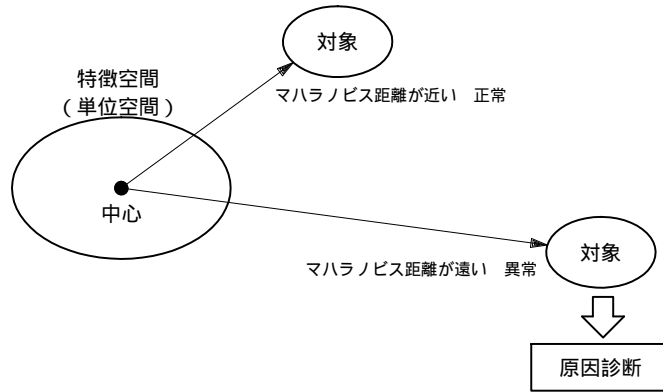 対象
特徴空間
(単位空間)
マハラノビス距離が近い 正常
中心
対象
マハラノビス距離が遠い 異常
原因診断